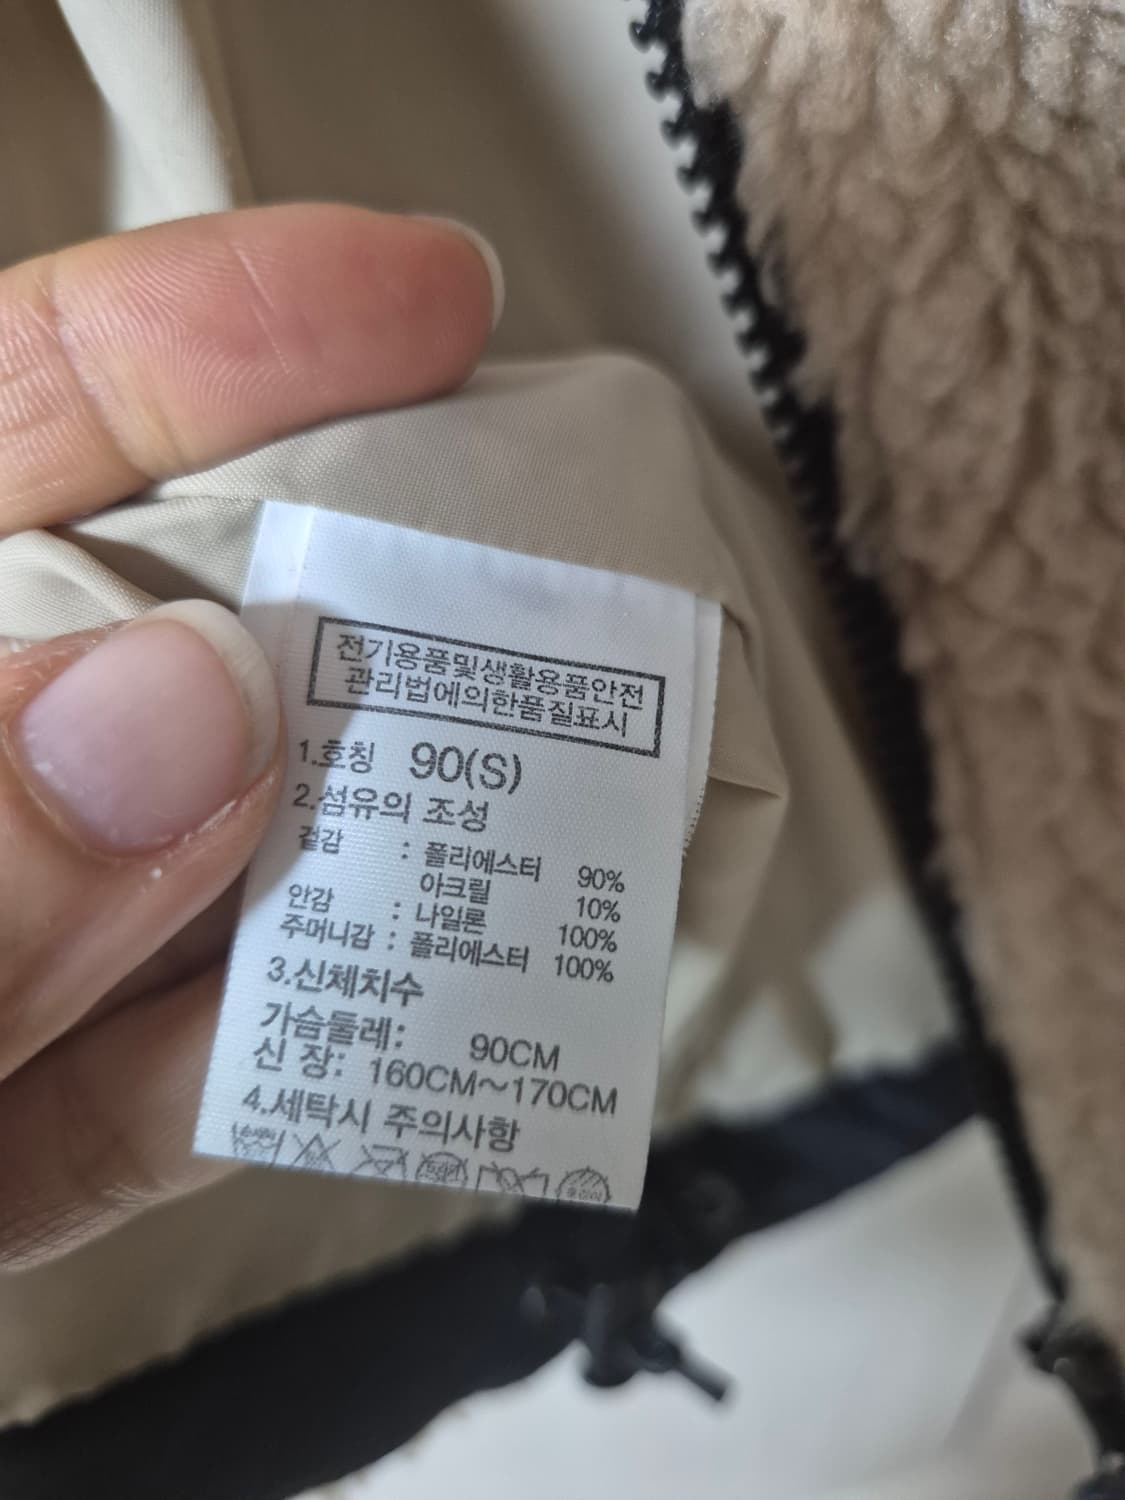 전기용품및생활용품안전
관리법에의한품질표시
1.호칭 90(S)
2.섬유의 조성
겉감 : 폴리에스터 90%
아크릴 10%
안감 : 나일론 100%
주머니감 : 폴리에스터 100%
3.신체치수
가슴둘레: 90CM
신 장: 160CM~170CM
4.세탁시 주의사항